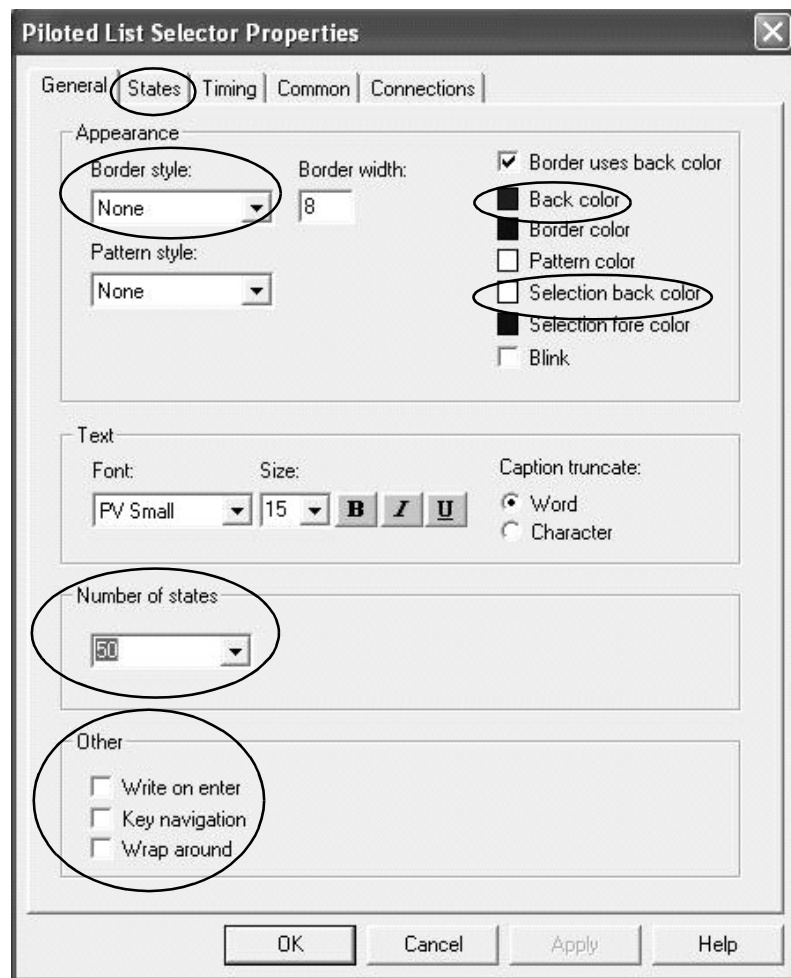 Piloted List Selector Properties
General States Timing Common Connections
Appearance
Border style: Border width:
None 8
Pattern style:
None
Border uses back color
Back color
Border color
Pattern color
Selection back color
Selection fore color
Blink
Text
Font: Size:
PV Small 15 B I U
Caption truncate:
Word
Character
Number of states
50
Other
Write on enter
Key navigation
Wrap around
OK Cancel Apply Help